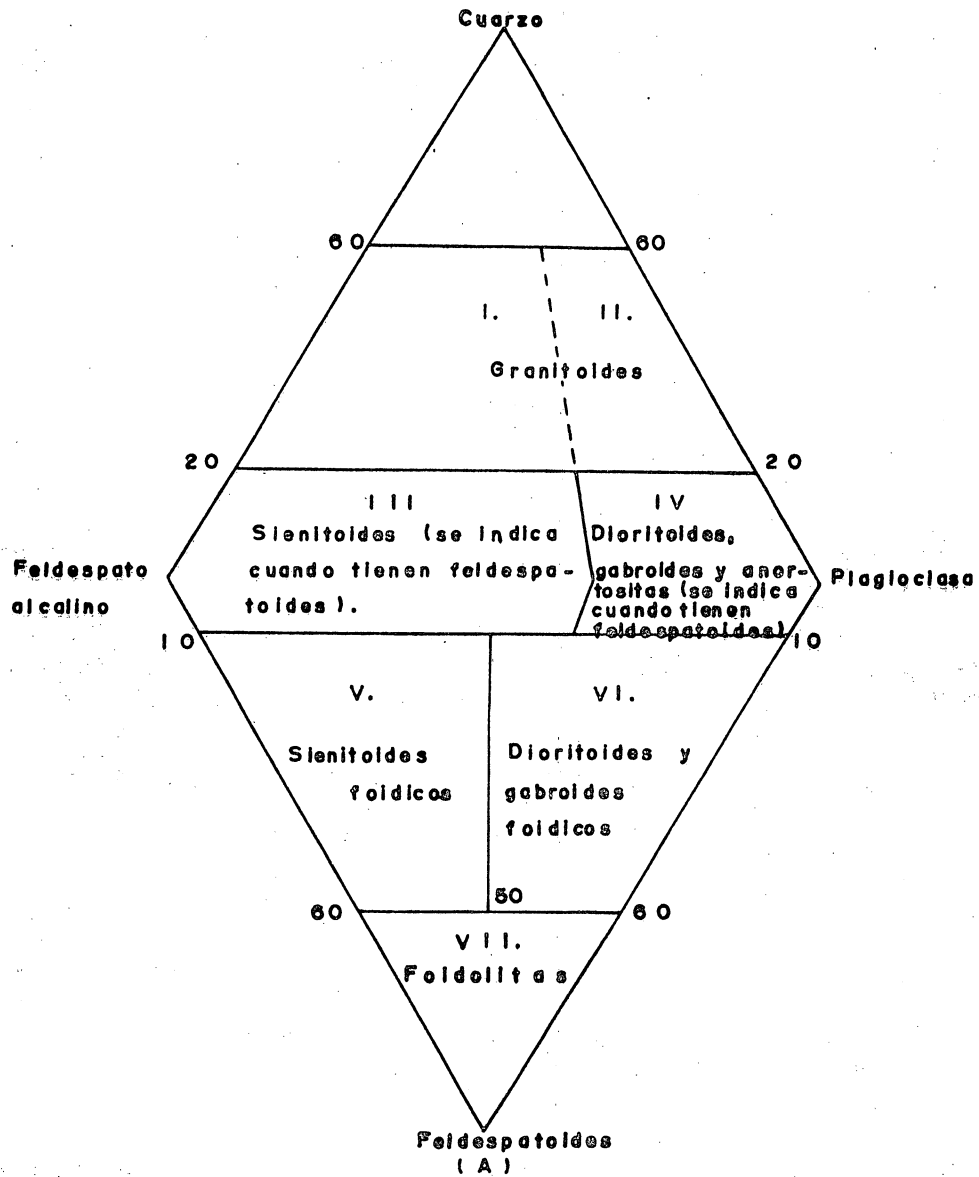 Cuarzo
60
60
I.
II.
Granitoides
20
20
III
Sienitoides (se indica
cuando tienen feldespa-
toides).
IV
Dioritoides,
gabroides y anor-
tositas (se indica
cuando tienen
feldespatoides)
Feldespato
alcalino
Plagioclasa
10
10
V.
Sienitoides
foidicos
VI.
Dioritoides y
gabroides
foidicos
50
60
60
VII.
Foidolitas
Feldespatoides
(A)